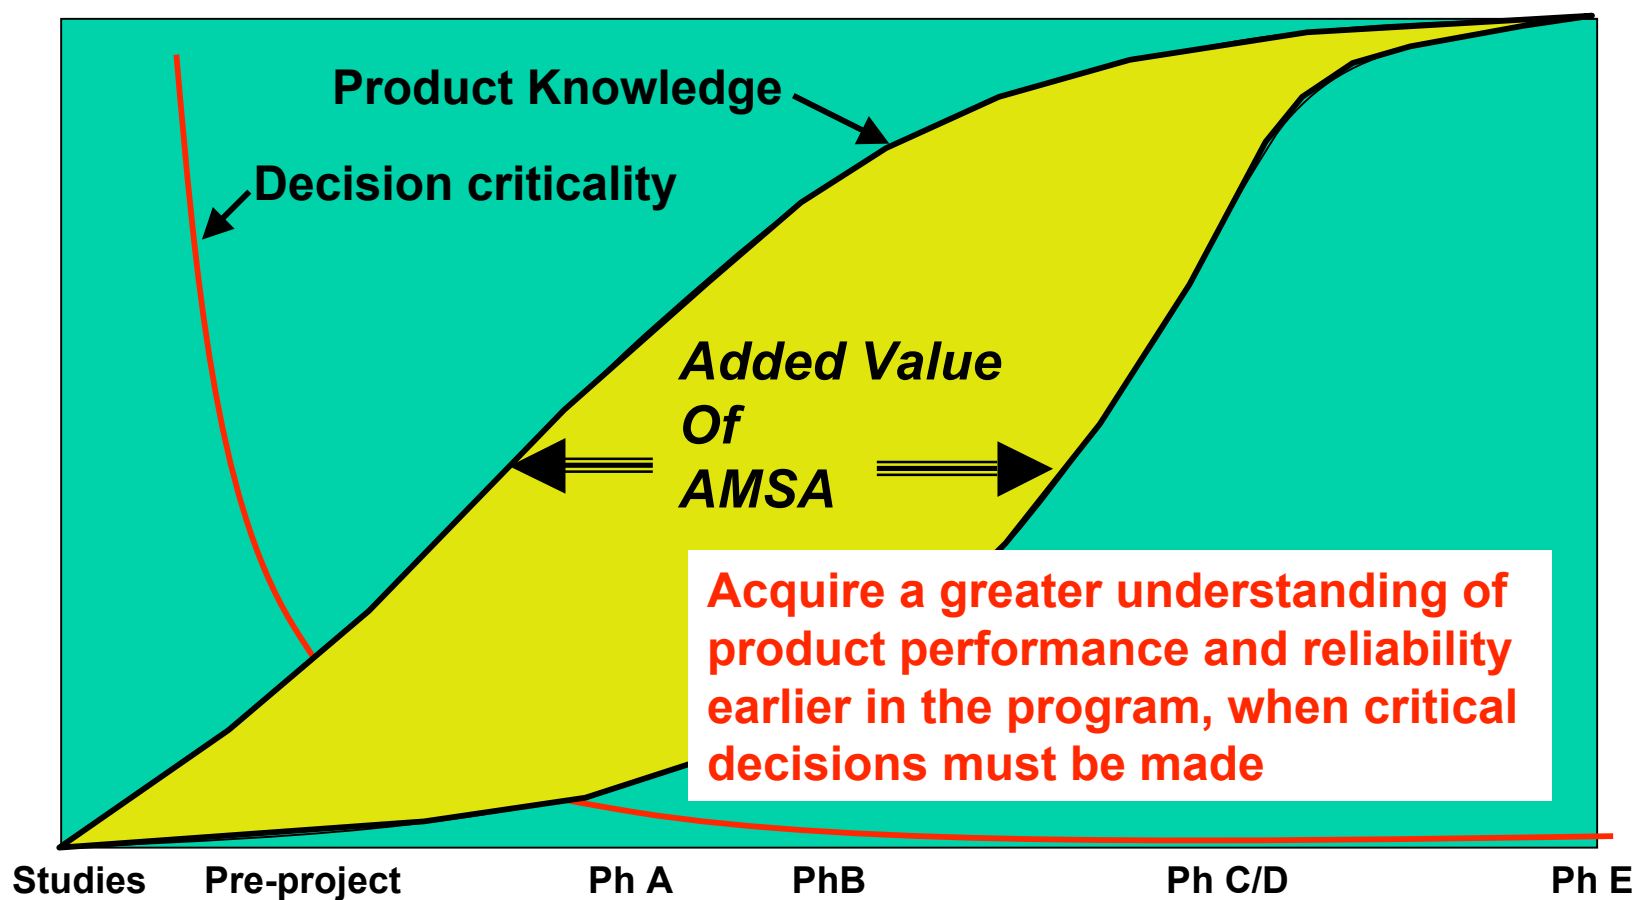 Product Knowledge
Decision criticality
Added Value
Of
AMSA
Acquire a greater understanding of
product performance and reliability
earlier in the program, when critical
decisions must be made
Studies Pre-project Ph A PhB Ph C/D Ph E